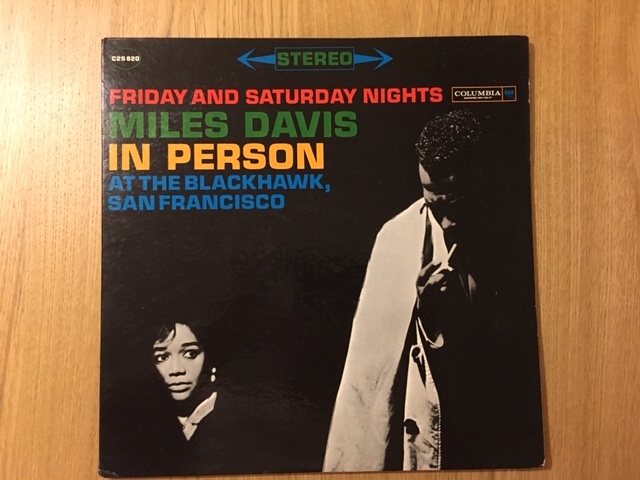 C2S 820
STEREO
FRIDAY AND SATURDAY NIGHTS
COLUMBIA
MILES DAVIS
IN PERSON
AT THE BLACKHAWK,
SAN FRANCISCO